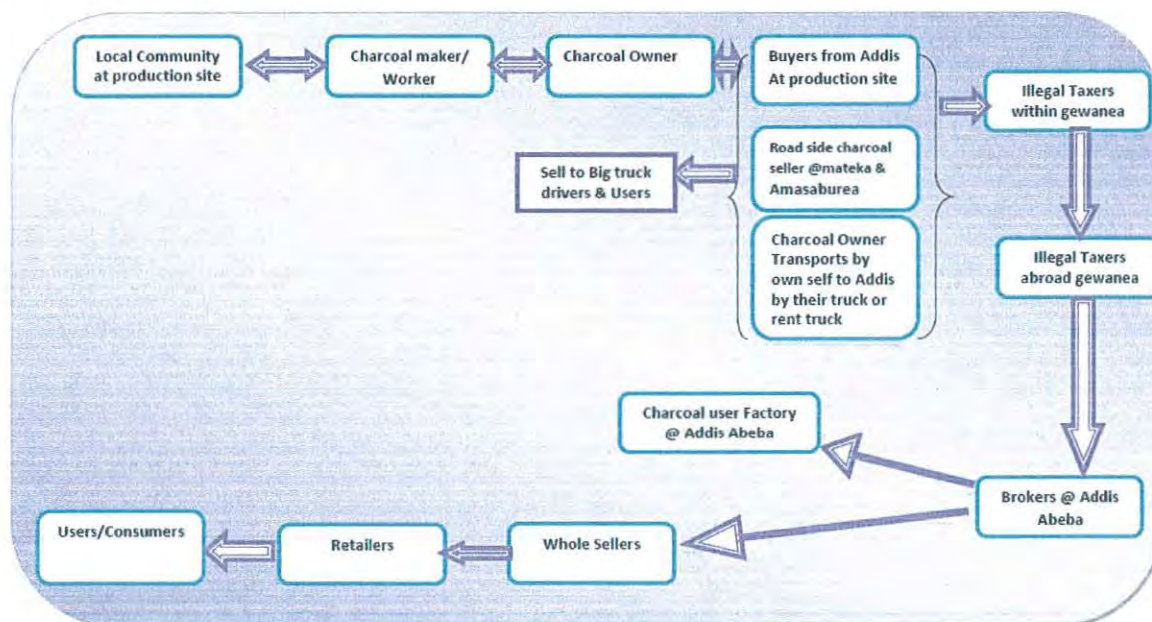 Local Community
at production site
Charcoal maker/
Worker
Charcoal Owner
Buyers from Addis
At production site
Illegal Taxers
within gewanea
Road side charcoal
seller @mateka &
Amasaburea
Sell to Big truck
drivers & Users
Charcoal Owner
Transports by
own self to Addis
by their truck or
rent truck
Illegal Taxers
abroad gewanea
Charcoal user Factory
@ Addis Abeba
Brokers @ Addis
Abeba
Users/Consumers
Retailers
Whole Sellers